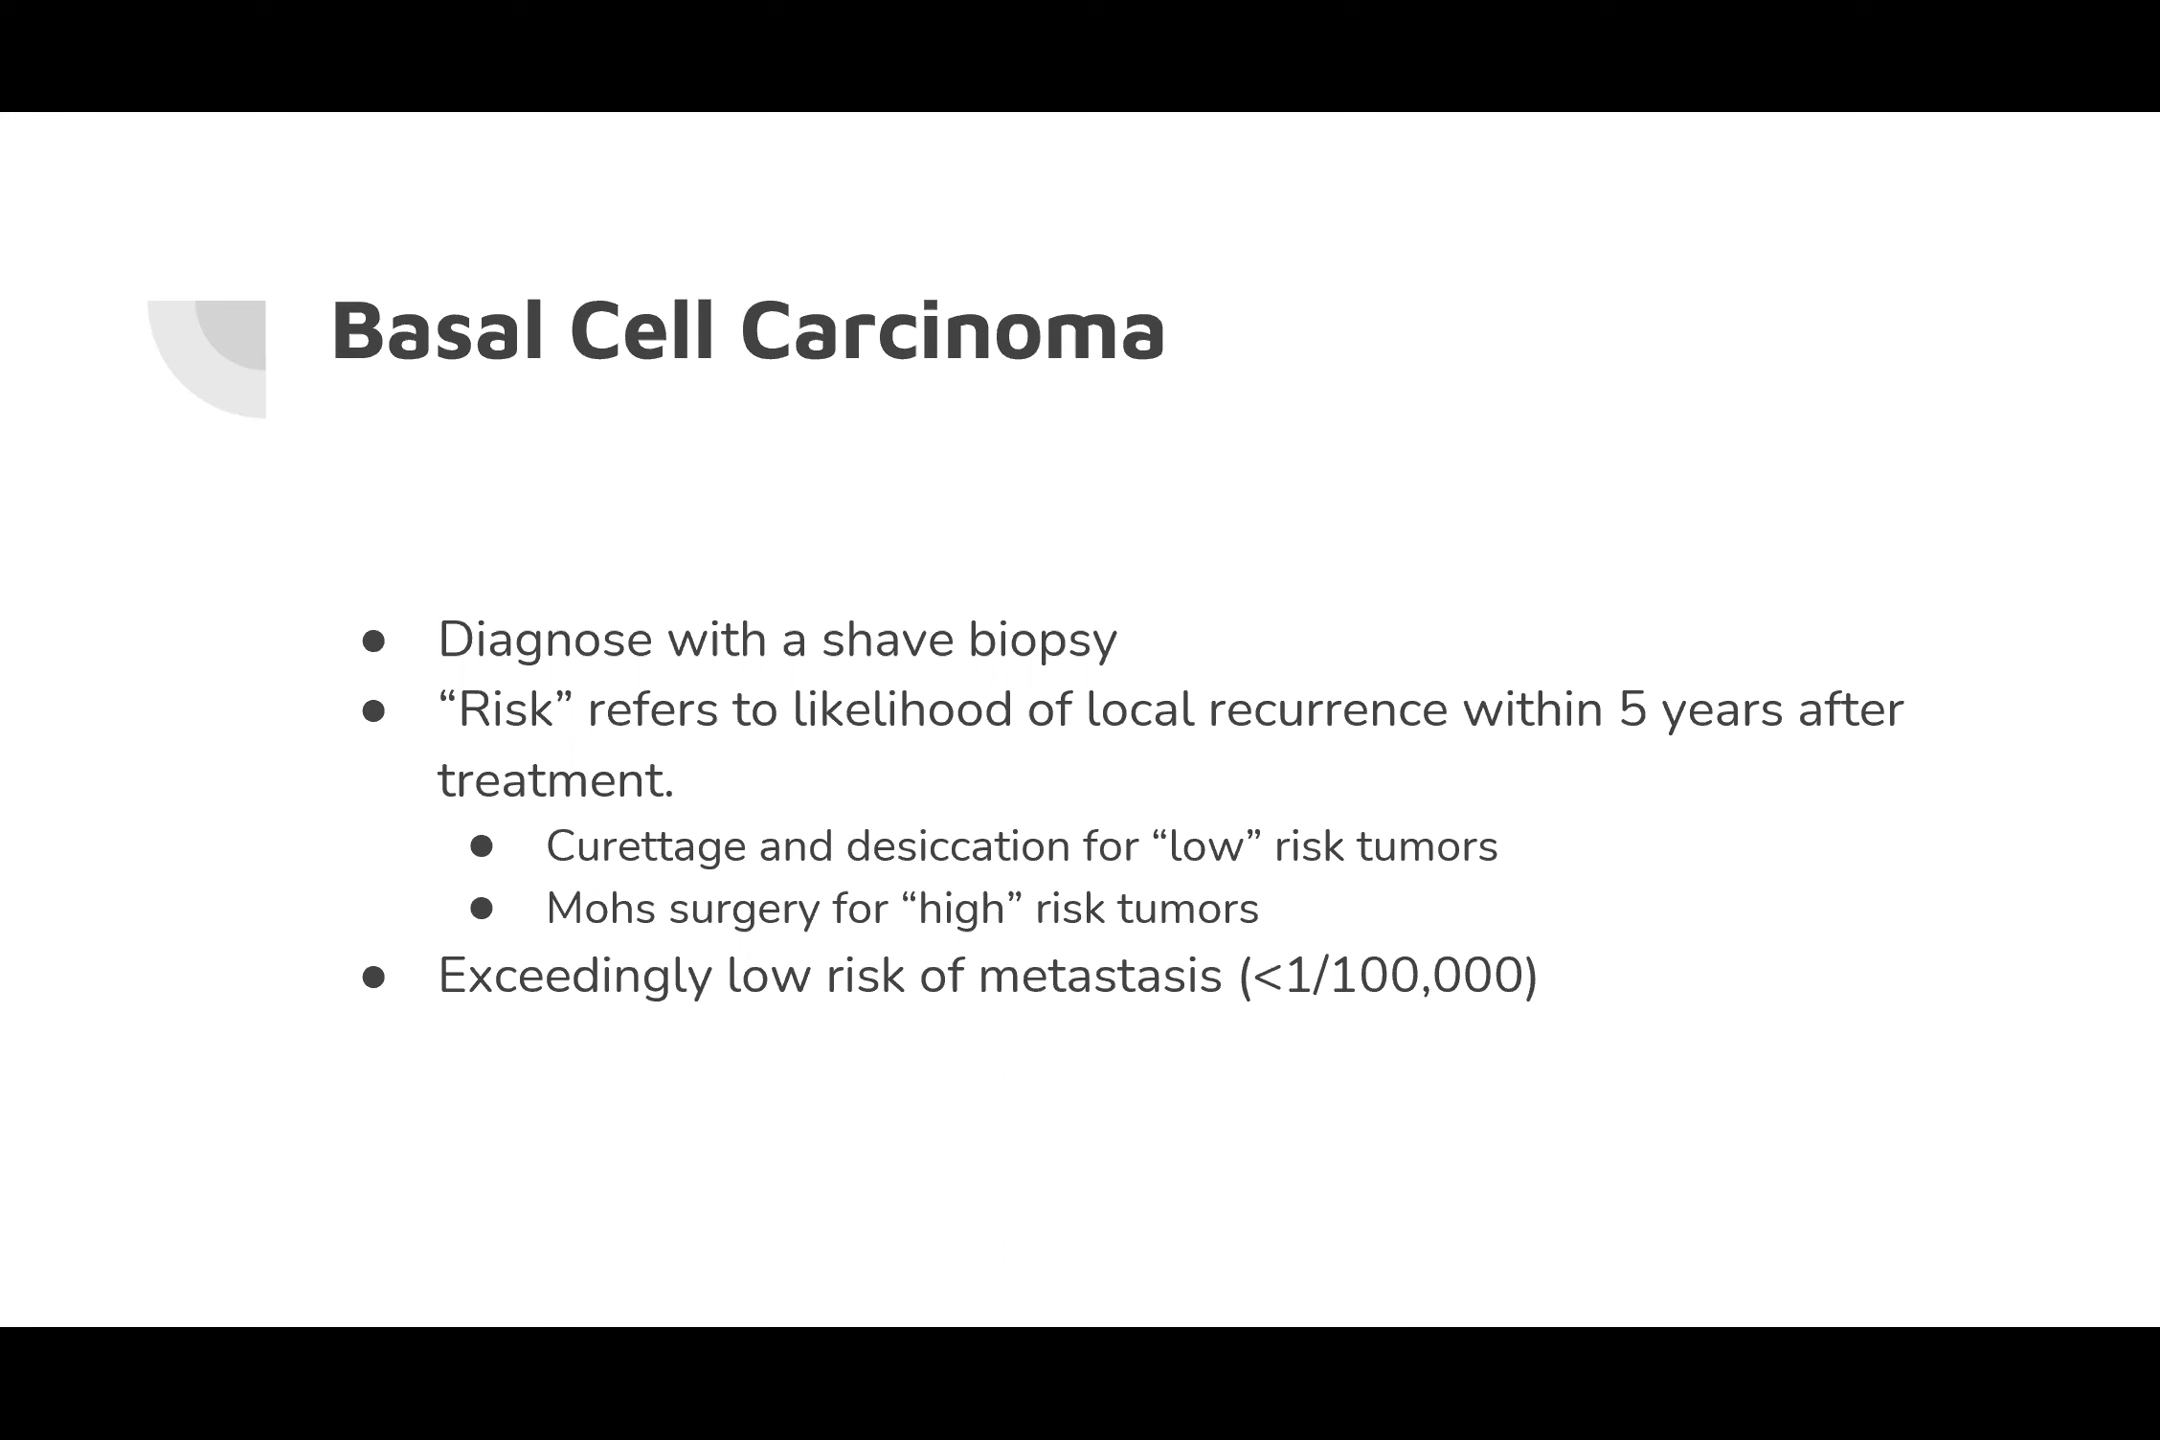 Basal Cell Carcinoma
● Diagnose with a shave biopsy
● “Risk” refers to likelihood of local recurrence within 5 years after
treatment.
● Curettage and desiccation for “low” risk tumors
● Mohs surgery for “high” risk tumors
● Exceedingly low risk of metastasis (<1/100,000)